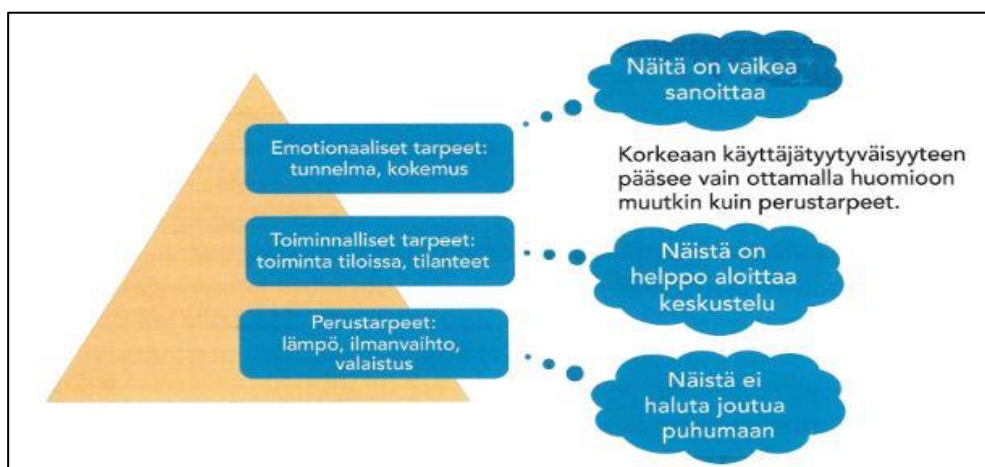 Näitä on vaikea
sanoittaa
Emotionaaliset tarpeet:
tunnelma, kokemus
Korkeaan käyttäjätyytyväisyyteen
pääsee vain ottamalla huomioon
muutkin kuin perustarpeet.
Toiminnalliset tarpeet:
toiminta tiloissa, tilanteet
Näistä on
helppo aloittaa
keskustelu
Perustarpeet:
lämpö, ilmanvaihto,
valaistus
Näistä ei
haluta joutua
puhumaan